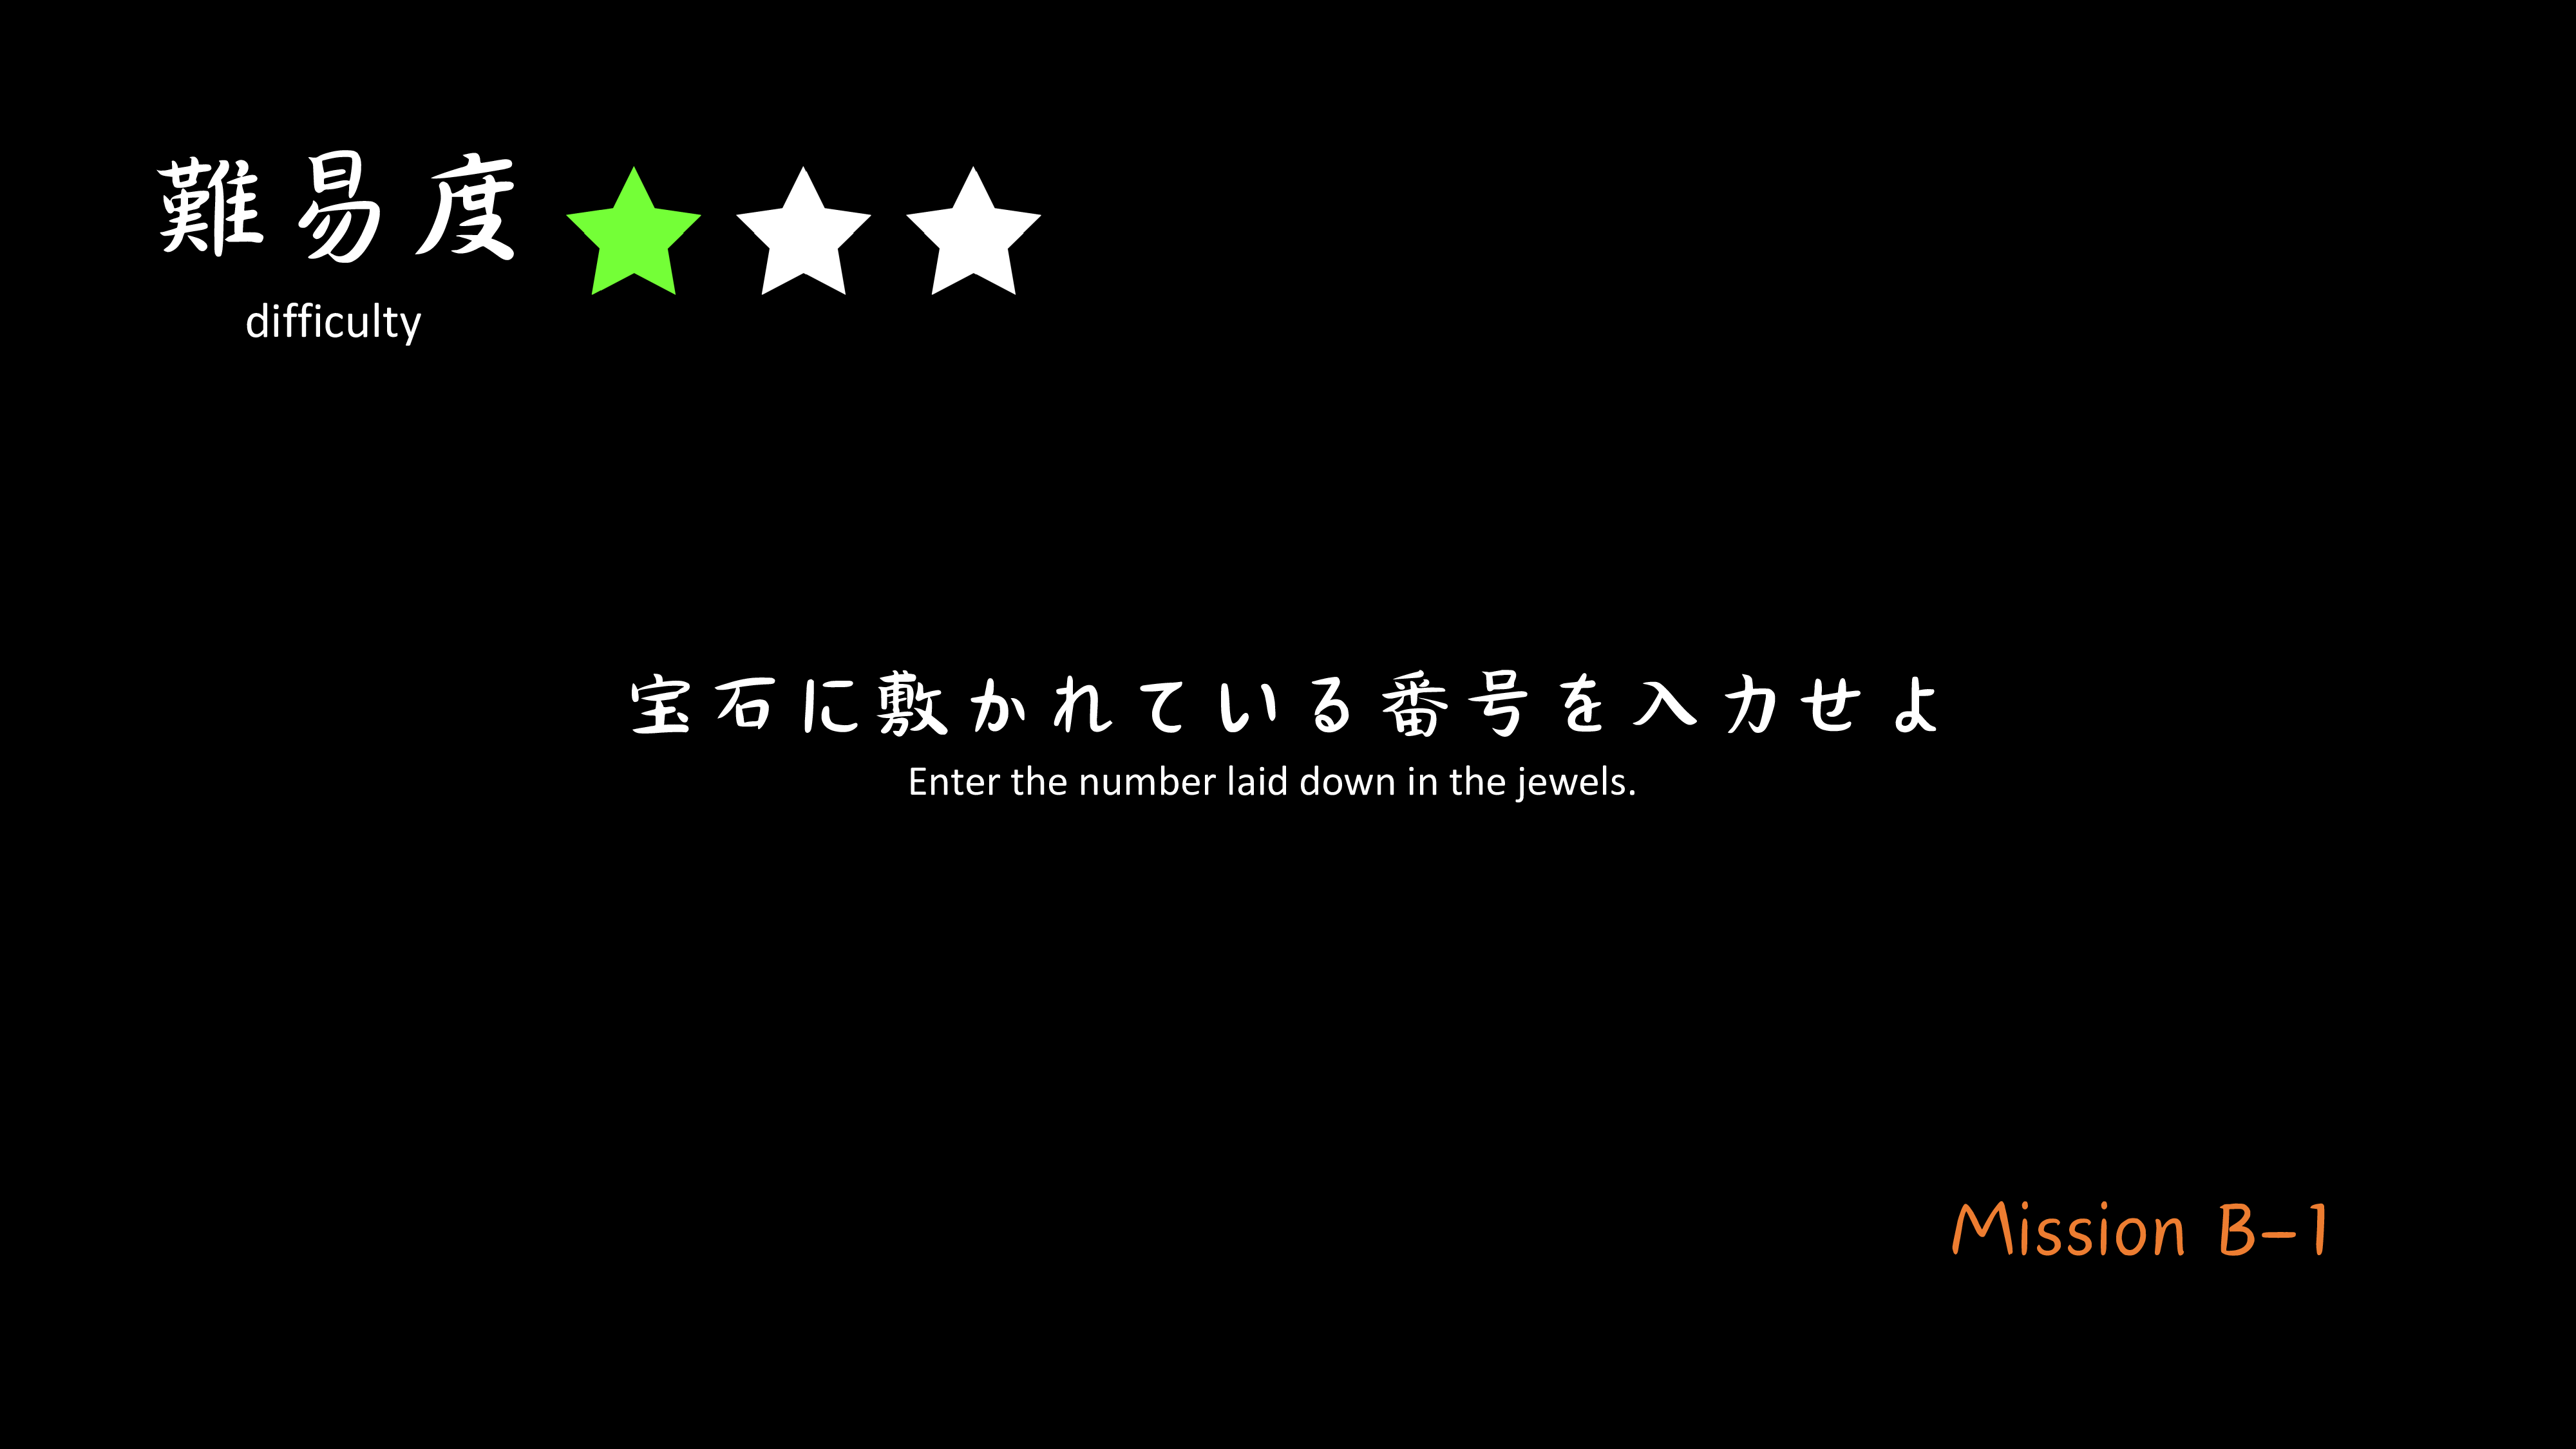 難易度
difficulty
宝石に敷かれている番号を入力せよ
Enter the number laid down in the jewels.
Mission B-1